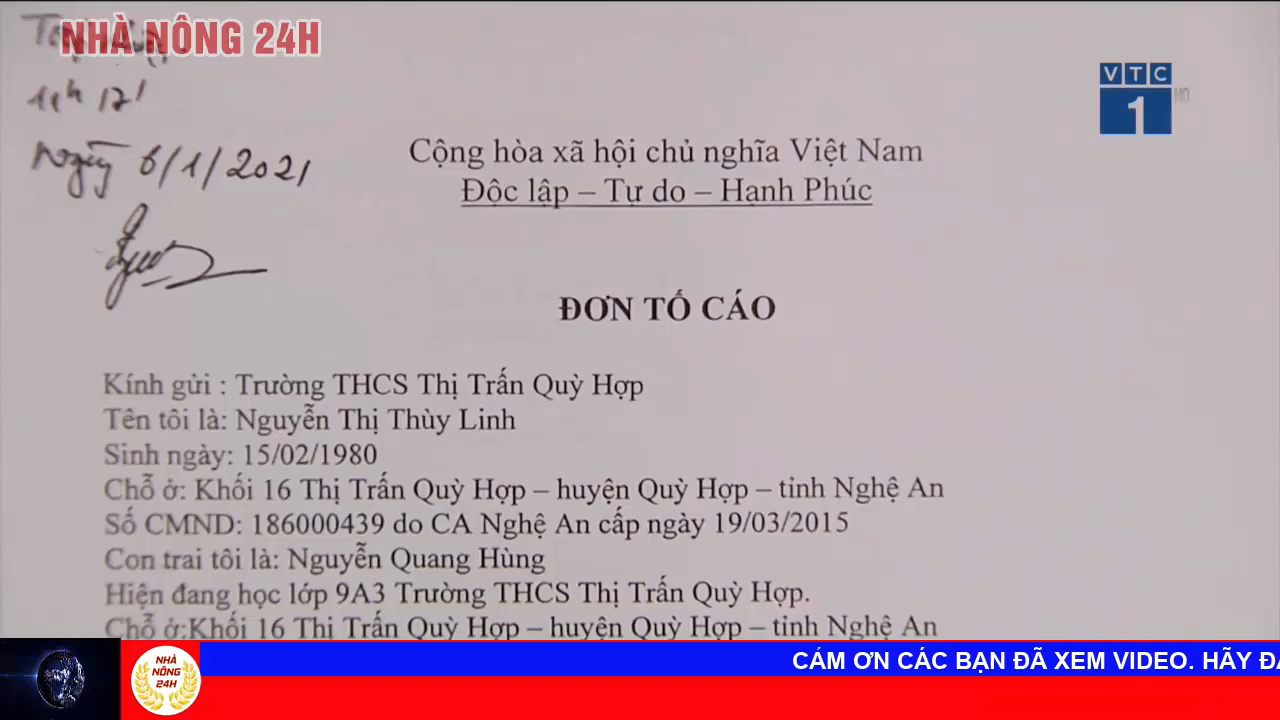 NHÀ NÔNG 24H
11h 17'
Ngày 6/1/2021
VTC
1
HD
Cộng hòa xã hội chủ nghĩa Việt Nam
Độc lập – Tự do – Hạnh Phúc
ĐƠN TỐ CÁO
Kính gửi : Trường THCS Thị Trấn Quỳ Hợp
Tên tôi là: Nguyễn Thị Thùy Linh
Sinh ngày: 15/02/1980
Chỗ ở: Khối 16 Thị Trấn Quỳ Hợp – huyện Quỳ Hợp – tỉnh Nghệ An
Số CMND: 186000439 do CA Nghệ An cấp ngày 19/03/2015
Con trai tôi là: Nguyễn Quang Hùng
Hiện đang học lớp 9A3 Trường THCS Thị Trấn Quỳ Hợp.
Chỗ ở:Khối 16 Thị Trấn Quỳ Hợp – huyện Quỳ Hợp – tỉnh Nghệ An
NHÀ
NÔNG
24H
CÁM ƠN CÁC BẠN ĐÃ XEM VIDEO. HÃY ĐĂ